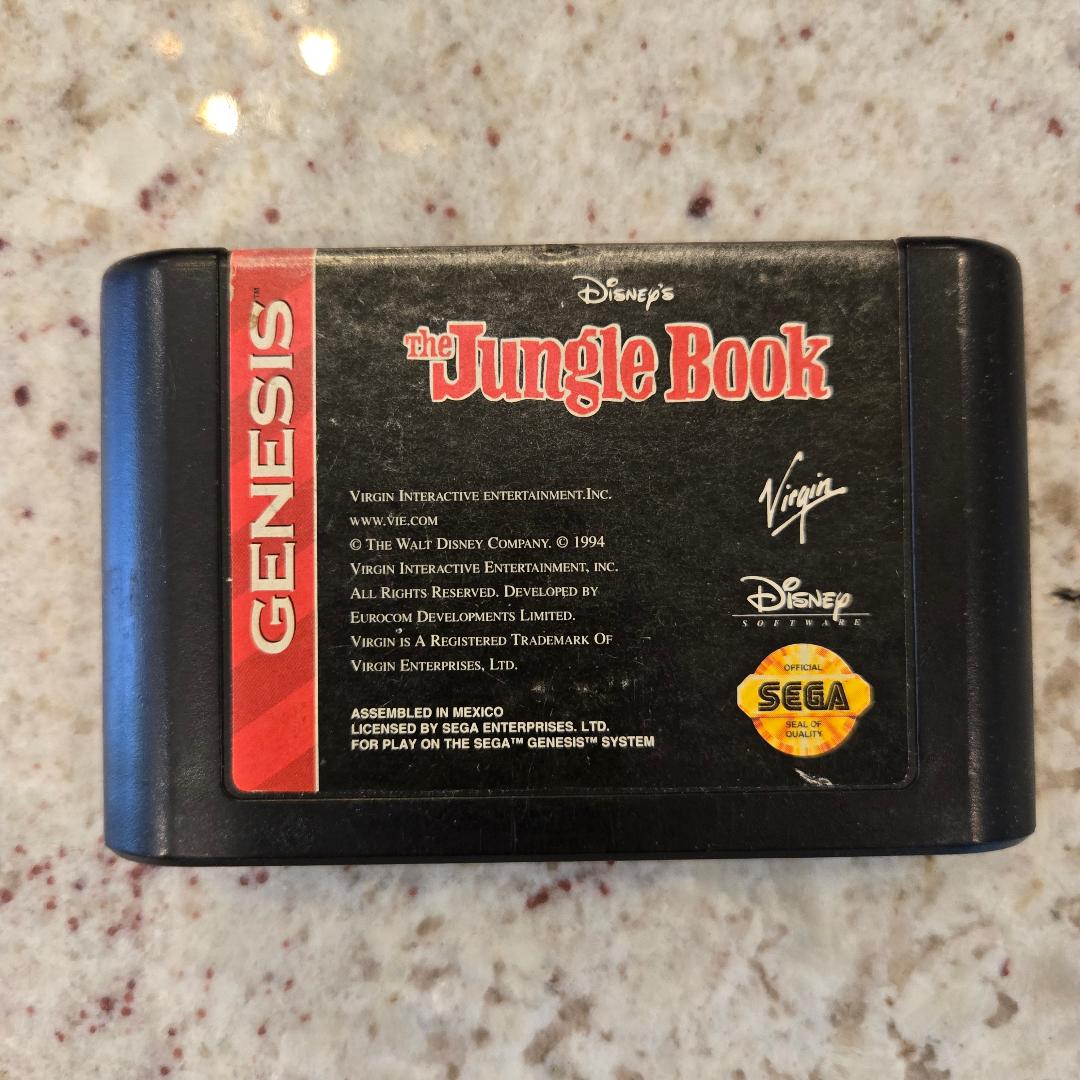 GENESIS™
Disney's
The Jungle Book
VIRGIN INTERACTIVE ENTERTAINMENT.INC.
WWW.VIE.COM
© THE WALT DISNEY COMPANY. © 1994
VIRGIN INTERACTIVE ENTERTAINMENT, INC.
ALL RIGHTS RESERVED. DEVELOPED BY
EUROCOM DEVELOPMENTS LIMITED.
VIRGIN IS A REGISTERED TRADEMARK OF
VIRGIN ENTERPRISES, LTD.
ASSEMBLED IN MEXICO
LICENSED BY SEGA ENTERPRISES. LTD.
FOR PLAY ON THE SEGA™ GENESIS™ SYSTEM
Virgin
Disney
SOFTWARE
OFFICIAL
SEGA
SEAL OF
QUALITY